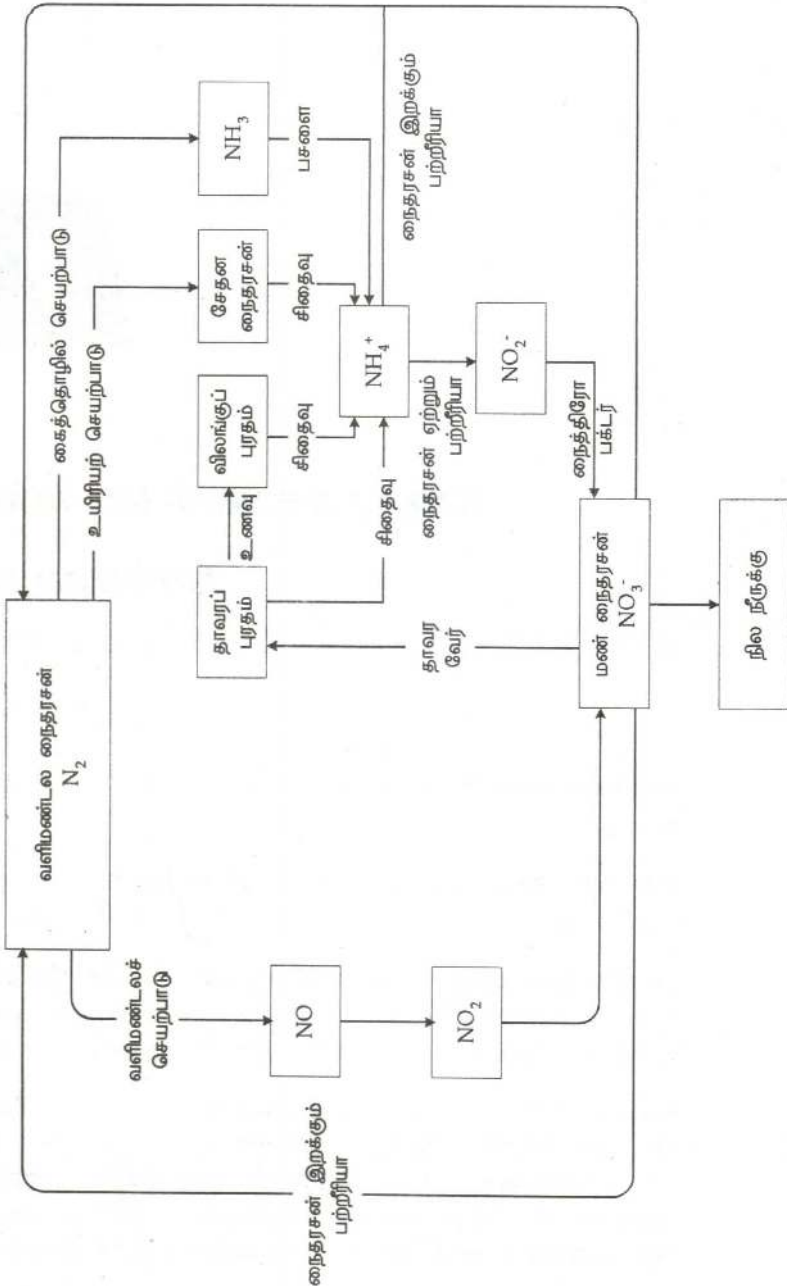 வளிமண்டல நைதரசன்
N₂
கைத்தொழில் செயற்பாடு
உயிரியற் செயற்பாடு
வளிமண்டலச்
செயற்பாடு
NH₃
சேதன
நைதரசன்
விலங்குப்
புரதம்
உணவு
தாவரப்
புரதம்
NO
பசளை
சிதைவு
சிதைவு
சிதைவு
NH₄⁺
NO₂
நைதரசன் இறக்கும்
பற்றீரியா
நைதரசன் இறக்கும்
பற்றீரியா
நைதரசன் ஏற்றும்
பற்றீரியா
NO₂⁻
தாவர
வேர்
நைத்திரோ
பக்டர்
மண் நைதரசன்
NO₃⁻
நில நீருக்கு